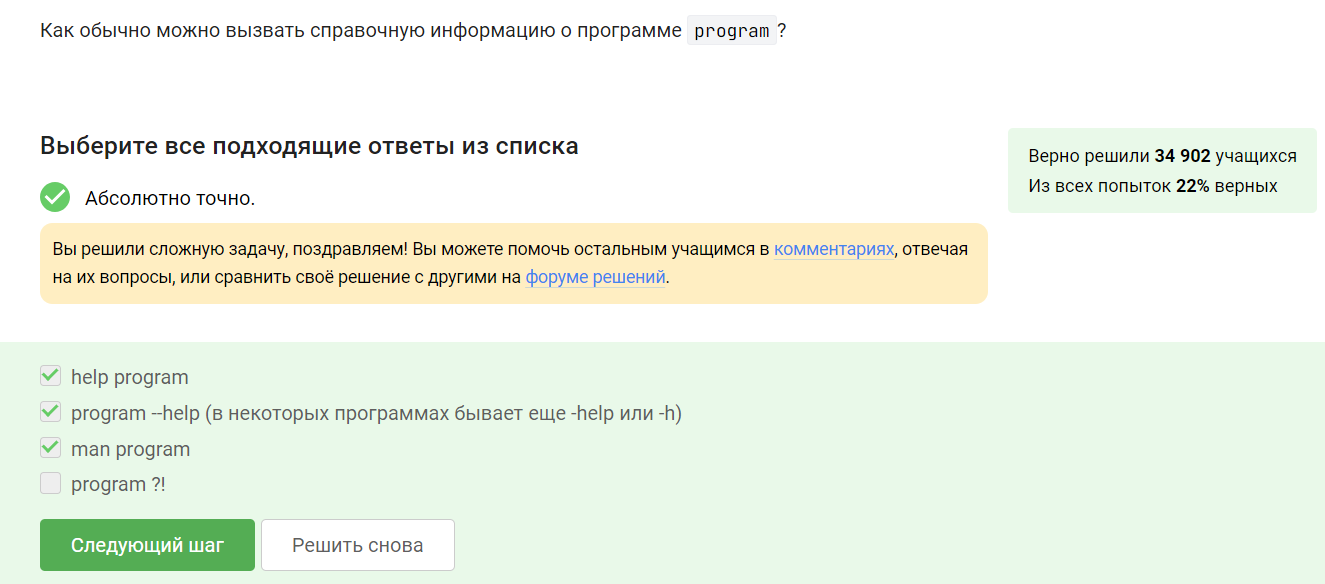 Как обычно можно вызвать справочную информацию о программе program?
Выберите все подходящие ответы из списка
Верно решили 34 902 учащихся
Из всех попыток 22% верных
Абсолютно точно.
Вы решили сложную задачу, поздравляем! Вы можете помочь остальным учащимся в комментариях, отвечая
на их вопросы, или сравнить своё решение с другими на форуме решений.
help program
program --help (в некоторых программах бывает еще -help или -h)
man program
program ?!
Следующий шаг
Решить снова